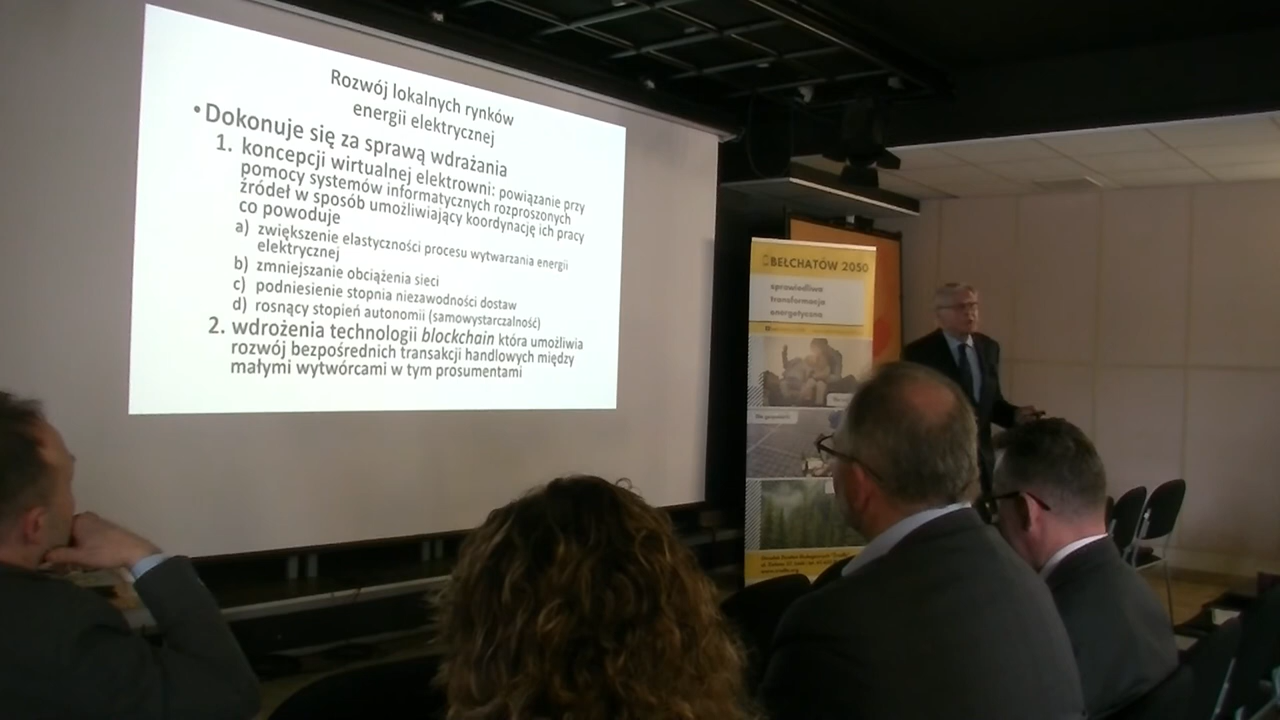 Rozwój lokalnych rynków
energii elektrycznej
•Dokonuje się za sprawą wdrażania
1. koncepcji wirtualnej elektrowni: powiązanie przy
pomocy systemów informatycznych rozproszonych
źródeł w sposób umożliwiający koordynację ich pracy
co powoduje
a) zwiększenie elastyczności procesu wytwarzania energii
elektrycznej
b) zmniejszanie obciążenia sieci
c) podniesienie stopnia niezawodności dostaw
d) rosnący stopień autonomii (samowystarczalność)
2. wdrożenia technologii blockchain która umożliwia
rozwój bezpośrednich transakcji handlowych między
małymi wytwórcami w tym prosumentami
BEŁCHATÓW 2050
sprawiedliwa
transformacja
energetyczna